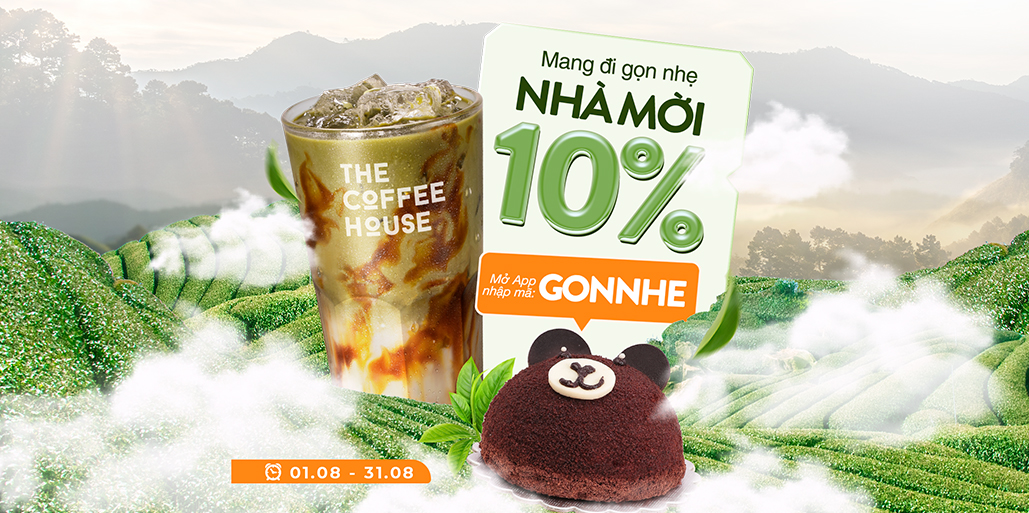 THE
COFFEE
HOUSE
Mang đi gọn nhẹ
NHÀ MỜI
10%
Mở App
nhập mã: GONNHE
01.08 - 31.08